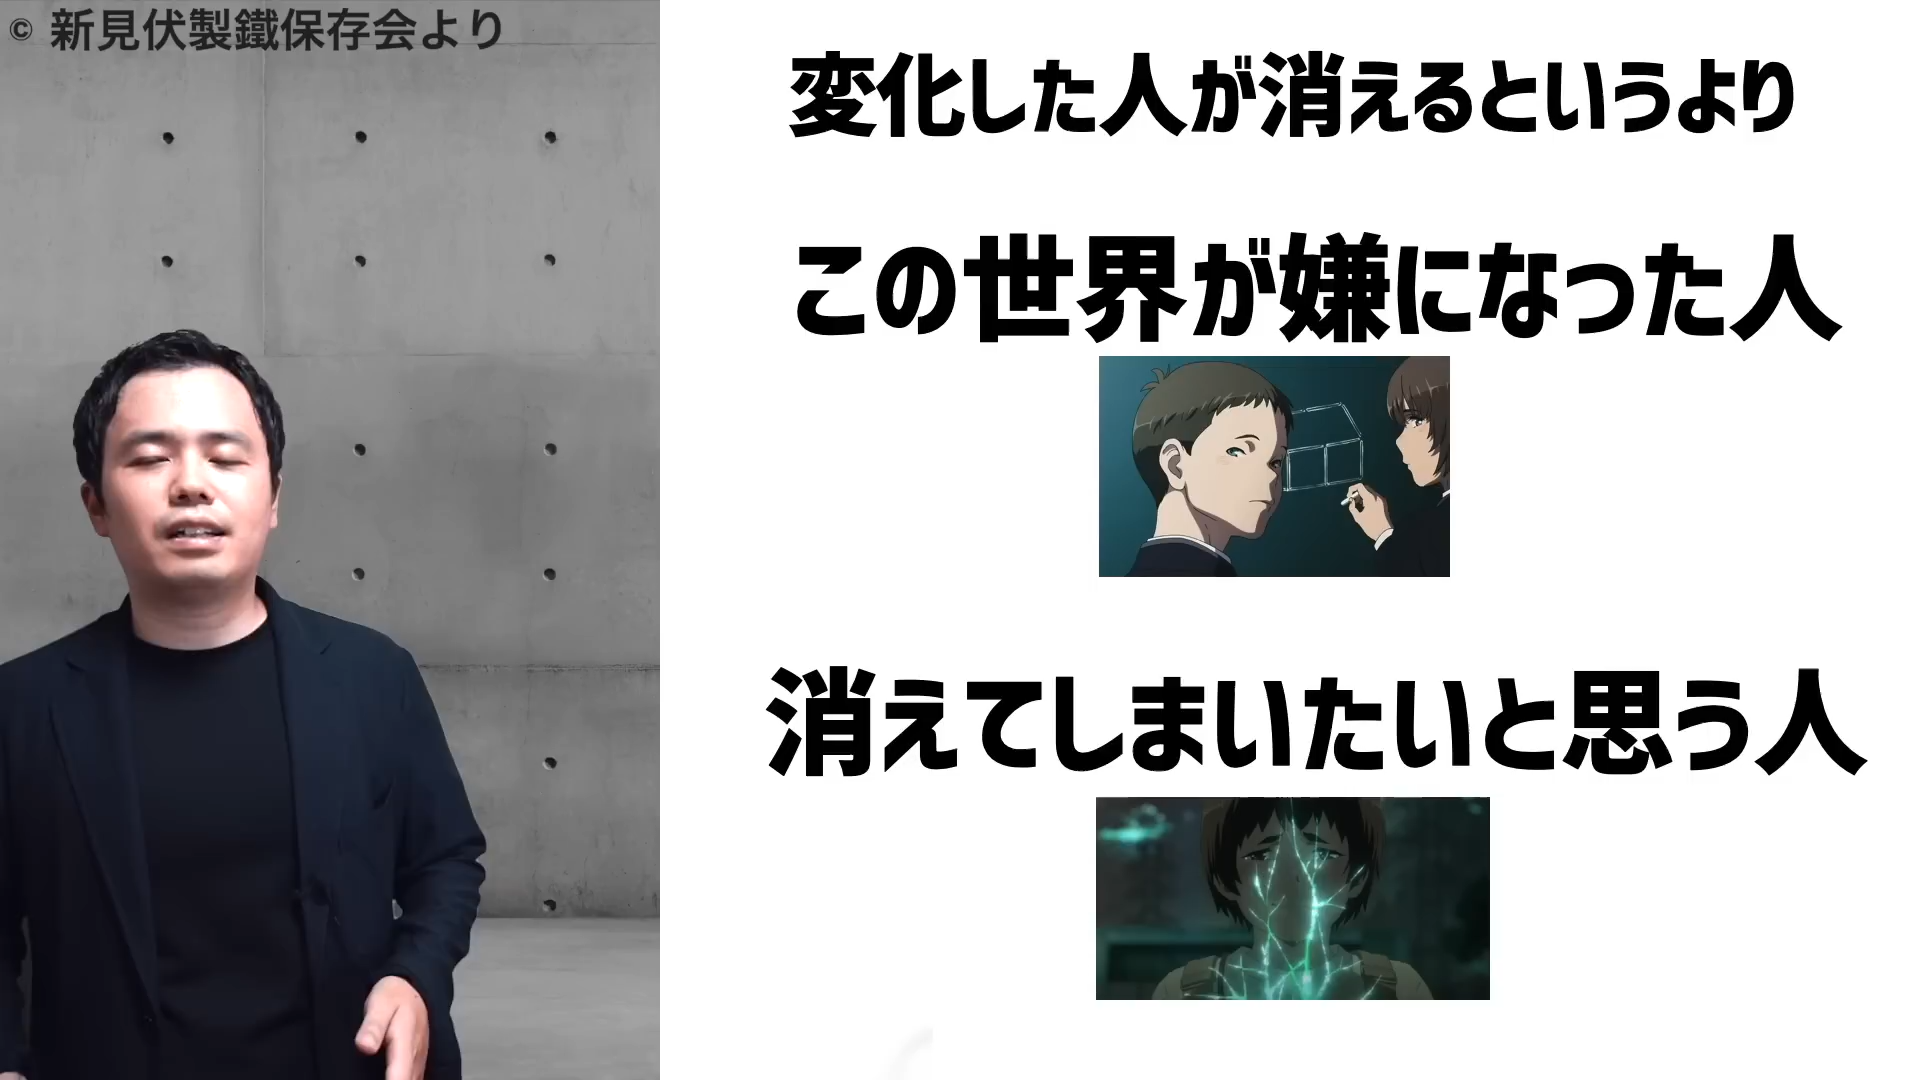 © 新見伏製鐵保存会より
変化した人が消えるというより
この世界が嫌になった人
消えてしまいたいと思う人